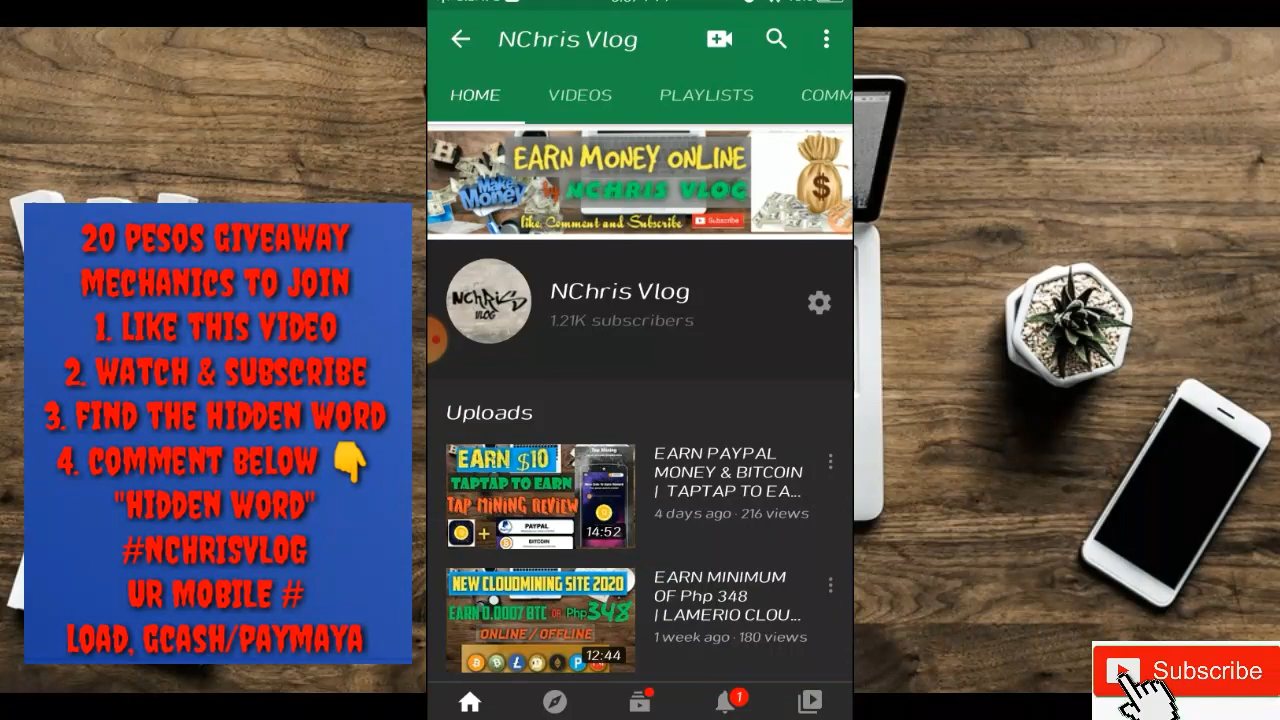 20 PESOS GIVEAWAY
MECHANICS TO JOIN
1. LIKE THIS VIDEO
2. WATCH & SUBSCRIBE
3. FIND THE HIDDEN WORD
4. COMMENT BELOW 👇
"HIDDEN WORD"
#NCHRISVLOG
UR MOBILE #
LOAD, GCASH/PAYMAYA
NChris Vlog
HOME VIDEOS PLAYLISTS COMM
EARN MONEY ONLINE
Make Money by NCHRIS VLOG
like, Comment and Subscribe Subscribe
NCHRIS
VLOG
NChris Vlog
1.21K subscribers
Uploads
EARN $10
TAPTAP TO EARN
TAP MINING REVIEW
PAYPAL
BITCOIN
14:52
EARN PAYPAL
MONEY & BITCOIN
| TAPTAP TO EA...
4 days ago · 216 views
NEW CLOUDMINING SITE 2020
EARN 0.0007 BTC OR Php348
ONLINE / OFFLINE
12:44
EARN MINIMUM
OF Php 348
| LAMERIO CLOU...
1 week ago · 180 views
1
Subscribe